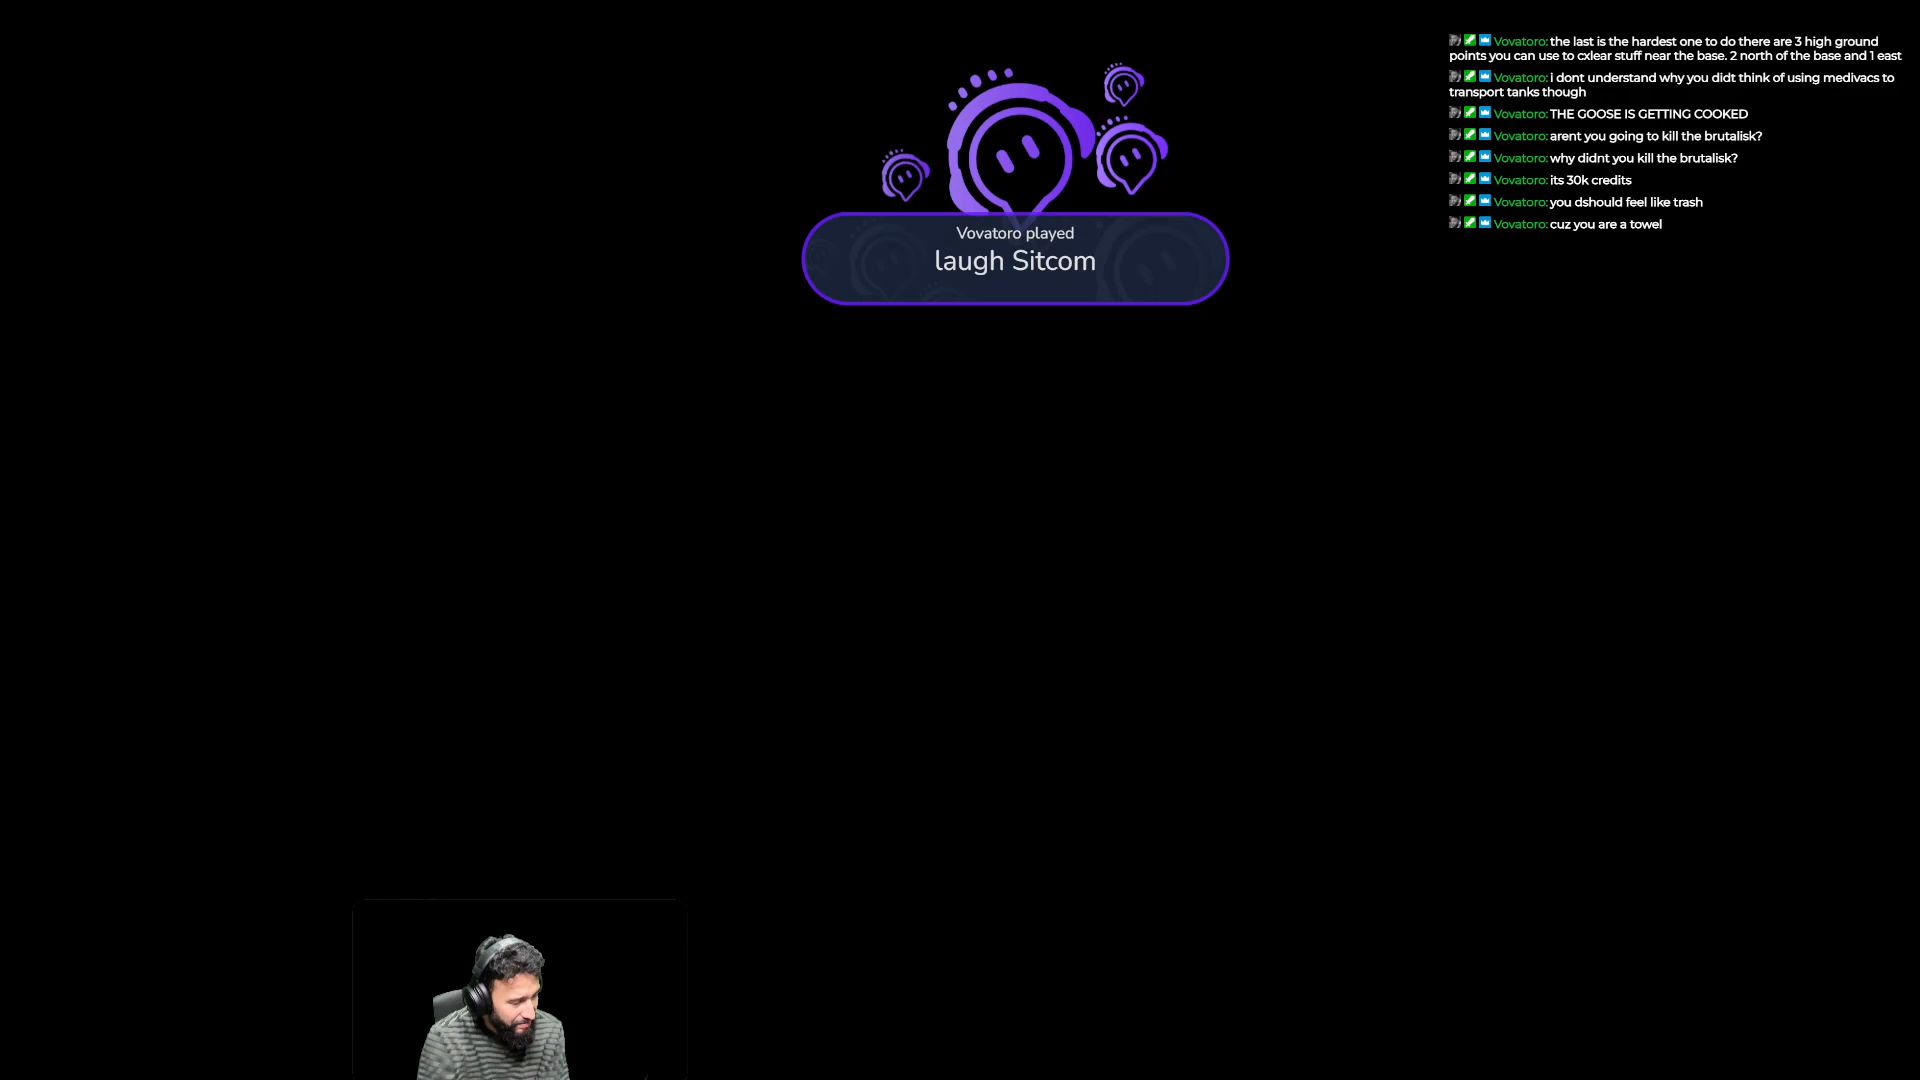 Vovatoro: the last is the hardest one to do there are 3 high ground
points you can use to cxlear stuff near the base. 2 north of the base and 1 east
Vovatoro: i dont understand why you didt think of using medivacs to
transport tanks though
Vovatoro: THE GOOSE IS GETTING COOKED
Vovatoro: arent you going to kill the brutalisk?
Vovatoro: why didnt you kill the brutalisk?
Vovatoro: its 30k credits
Vovatoro: you dshould feel like trash
Vovatoro: cuz you are a towel
Vovatoro played
laugh Sitcom